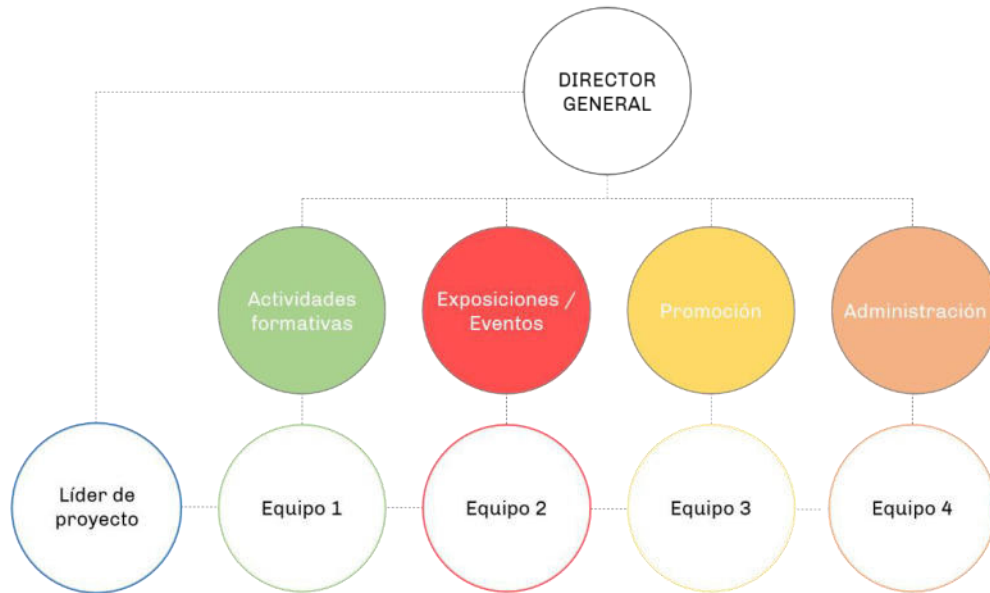 DIRECTOR
GENERAL
Actividades
formativas
Exposiciones /
Eventos
Promoción
Administración
Líder de
proyecto
Equipo 1
Equipo 2
Equipo 3
Equipo 4